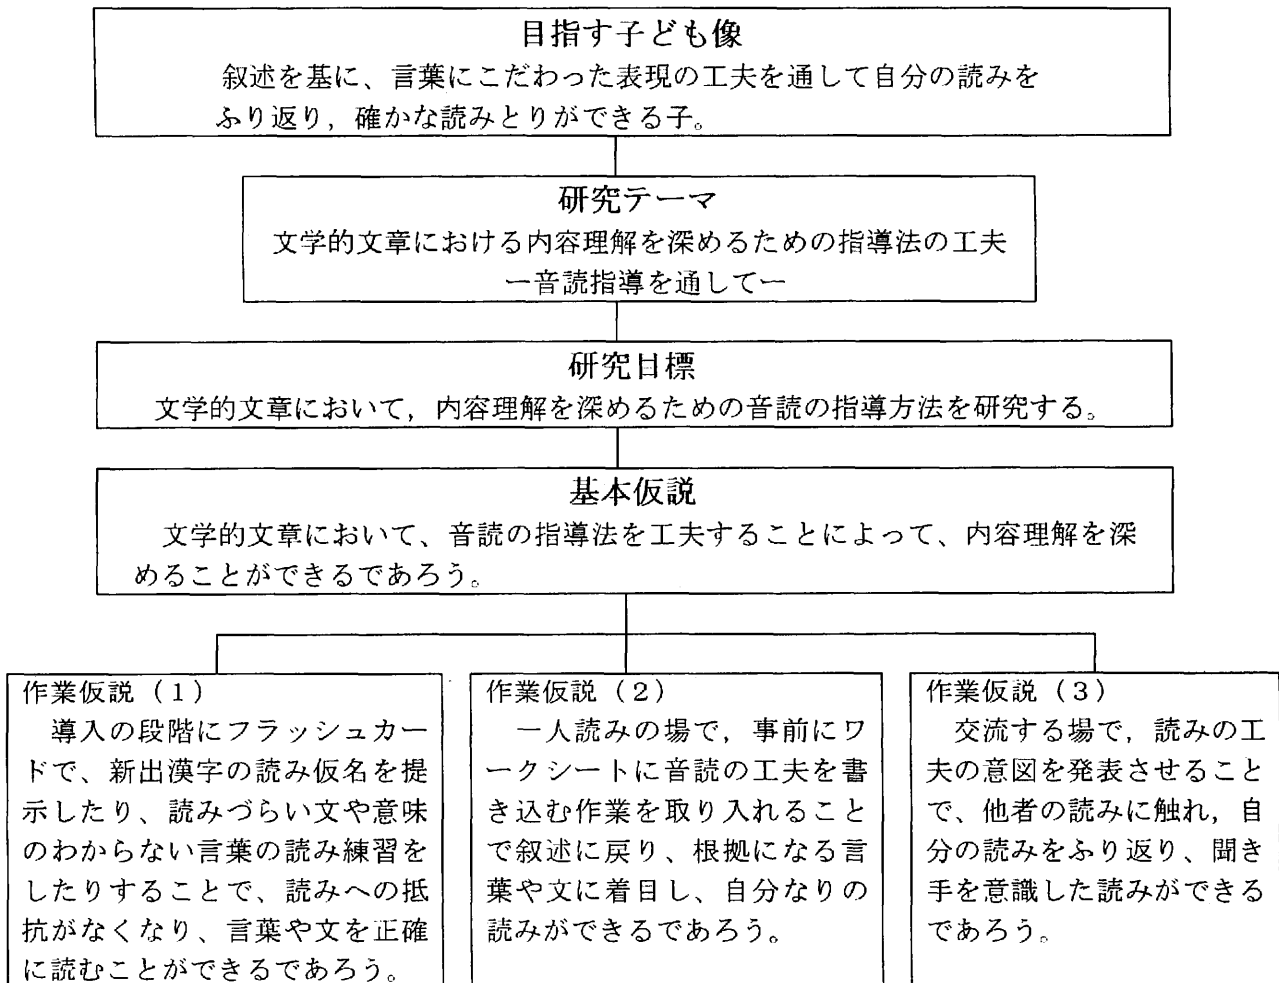 目指す子ども像
叙述を基に、言葉にこだわった表現の工夫を通して自分の読みを
ふり返り，確かな読みとりができる子。
研究テーマ
文学的文章における内容理解を深めるための指導法の工夫
ー音読指導を通してー
研究目標
文学的文章において，内容理解を深めるための音読の指導方法を研究する。
基本仮説
文学的文章において、音読の指導法を工夫することによって、内容理解を深
めることができるであろう。
作業仮説（１）
導入の段階にフラッシュカー
ドで、新出漢字の読み仮名を提
示したり、読みづらい文や意味
のわからない言葉の読み練習を
したりすることで、読みへの抵
抗がなくなり、言葉や文を正確
に読むことができるであろう。
作業仮説（２）
一人読みの場で，事前にワ
ークシートに音読の工夫を書
き込む作業を取り入れること
で叙述に戻り、根拠になる言
葉や文に着目し、自分なりの
読みができるであろう。
作業仮説（３）
交流する場で，読みの工
夫の意図を発表させること
で、他者の読みに触れ，自
分の読みをふり返り、聞き
手を意識した読みができる
であろう。